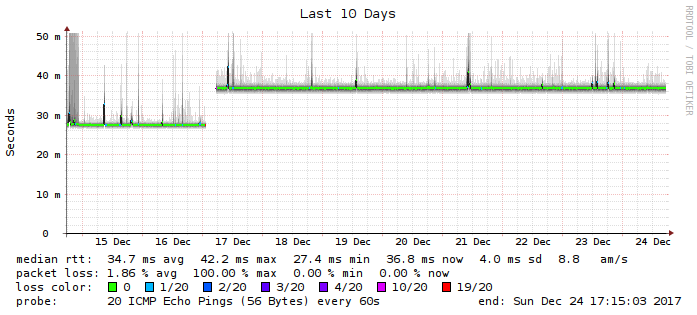 Last 10 Days
RRDTOOL / TOBI OETIKER
Seconds
50 m
40 m
30 m
20 m
10 m
0
15 Dec 16 Dec 17 Dec 18 Dec 19 Dec 20 Dec 21 Dec 22 Dec 23 Dec 24 Dec
median rtt: 34.7 ms avg 42.2 ms max 27.4 ms min 36.8 ms now 4.0 ms sd 8.8 am/s
packet loss: 1.86 % avg 100.00 % max 0.00 % min 0.00 % now
loss color: 0 1/20 2/20 3/20 4/20 10/20 19/20
probe: 20 ICMP Echo Pings (56 Bytes) every 60s end: Sun Dec 24 17:15:03 2017